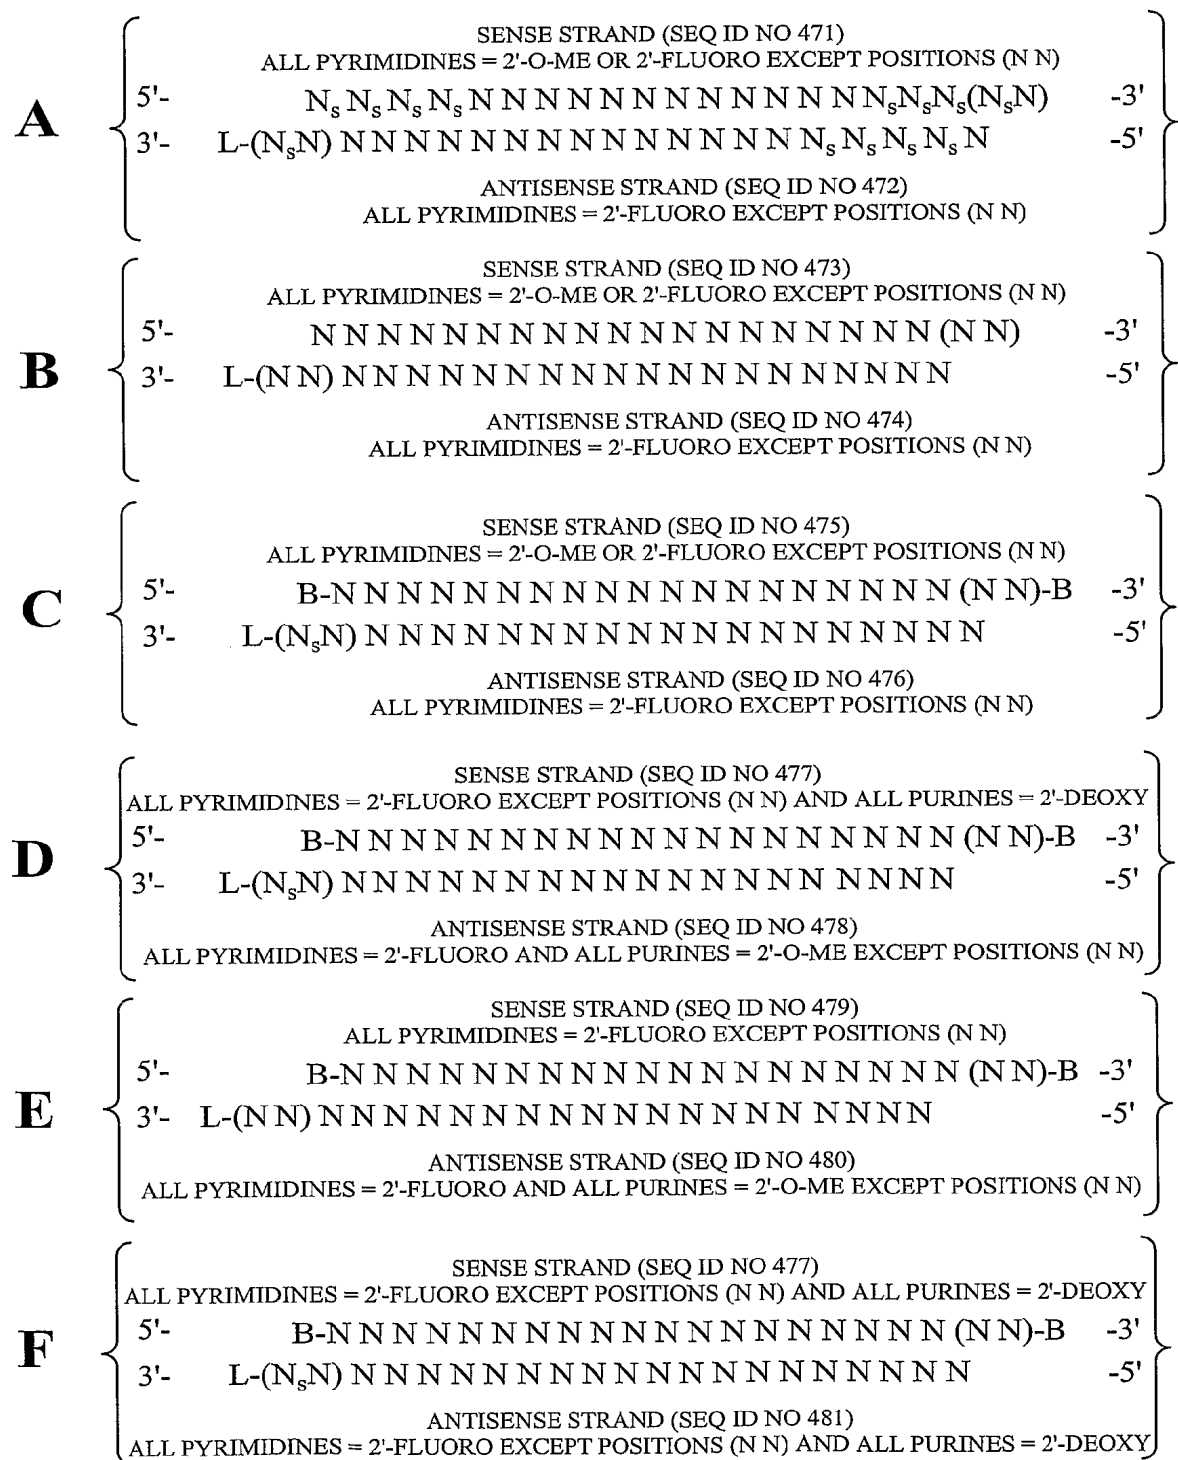 SENSE STRAND (SEQ ID NO 471)
ALL PYRIMIDINES = 2'-O-ME OR 2'-FLUORO EXCEPT POSITIONS (N N)
A
5'- NₛNₛNₛNₛN N N N N N N N N N N N NₛNₛNₛ(NₛN) -3'
3'- L-(NₛN) N N N N N N N N N N N N N N NₛNₛNₛNₛN -5'
ANTISENSE STRAND (SEQ ID NO 472)
ALL PYRIMIDINES = 2'-FLUORO EXCEPT POSITIONS (N N)
SENSE STRAND (SEQ ID NO 473)
ALL PYRIMIDINES = 2'-O-ME OR 2'-FLUORO EXCEPT POSITIONS (N N)
B
5'- N N N N N N N N N N N N N N N N N N N (N N) -3'
3'- L-(N N) N N N N N N N N N N N N N N N N N N N -5'
ANTISENSE STRAND (SEQ ID NO 474)
ALL PYRIMIDINES = 2'-FLUORO EXCEPT POSITIONS (N N)
SENSE STRAND (SEQ ID NO 475)
ALL PYRIMIDINES = 2'-O-ME OR 2'-FLUORO EXCEPT POSITIONS (N N)
C
5'- B-N N N N N N N N N N N N N N N N N N N (N N)-B -3'
3'- L-(NₛN) N N N N N N N N N N N N N N N N N N N -5'
ANTISENSE STRAND (SEQ ID NO 476)
ALL PYRIMIDINES = 2'-FLUORO EXCEPT POSITIONS (N N)
SENSE STRAND (SEQ ID NO 477)
ALL PYRIMIDINES = 2'-FLUORO EXCEPT POSITIONS (N N) AND ALL PURINES = 2'-DEOXY
D
5'- B-N N N N N N N N N N N N N N N N N N N (N N)-B -3'
3'- L-(NₛN) N N N N N N N N N N N N N N N N N N N -5'
ANTISENSE STRAND (SEQ ID NO 478)
ALL PYRIMIDINES = 2'-FLUORO AND ALL PURINES = 2'-O-ME EXCEPT POSITIONS (N N)
SENSE STRAND (SEQ ID NO 479)
ALL PYRIMIDINES = 2'-FLUORO EXCEPT POSITIONS (N N)
E
5'- B-N N N N N N N N N N N N N N N N N N N (N N)-B -3'
3'- L-(N N) N N N N N N N N N N N N N N N N N N N -5'
ANTISENSE STRAND (SEQ ID NO 480)
ALL PYRIMIDINES = 2'-FLUORO AND ALL PURINES = 2'-O-ME EXCEPT POSITIONS (N N)
SENSE STRAND (SEQ ID NO 477)
ALL PYRIMIDINES = 2'-FLUORO EXCEPT POSITIONS (N N) AND ALL PURINES = 2'-DEOXY
F
5'- B-N N N N N N N N N N N N N N N N N N N (N N)-B -3'
3'- L-(NₛN) N N N N N N N N N N N N N N N N N N N -5'
ANTISENSE STRAND (SEQ ID NO 481)
ALL PYRIMIDINES = 2'-FLUORO EXCEPT POSITIONS (N N) AND ALL PURINES = 2'-DEOXY